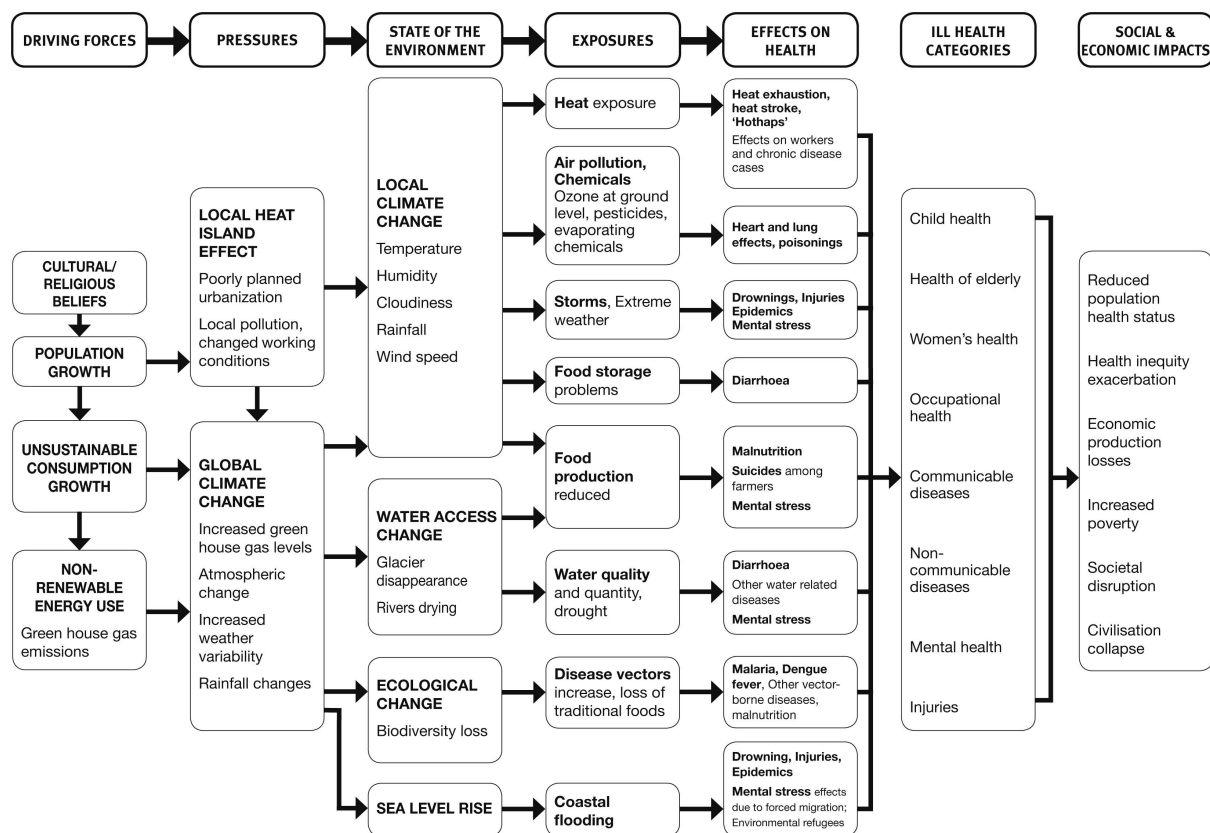 DRIVING FORCES
PRESSURES
STATE OF THE
ENVIRONMENT
EXPOSURES
EFFECTS ON
HEALTH
ILL HEALTH
CATEGORIES
SOCIAL &
ECONOMIC IMPACTS
CULTURAL/
RELIGIOUS
BELIEFS
POPULATION
GROWTH
UNSUSTAINABLE
CONSUMPTION
GROWTH
NON-
RENEWABLE
ENERGY USE
Green house gas
emissions
LOCAL HEAT
ISLAND
EFFECT
Poorly planned
urbanization
Local pollution,
changed working
conditions
GLOBAL
CLIMATE
CHANGE
Increased green
house gas levels
Atmospheric
change
Increased
weather
variability
Rainfall changes
LOCAL
CLIMATE
CHANGE
Temperature
Humidity
Cloudiness
Rainfall
Wind speed
WATER ACCESS
CHANGE
Glacier
disappearance
Rivers drying
ECOLOGICAL
CHANGE
Biodiversity loss
SEA LEVEL RISE
Heat exposure
Air pollution,
Chemicals
Ozone at ground
level, pesticides,
evaporating
chemicals
Storms, Extreme
weather
Food storage
problems
Food
production
reduced
Water quality
and quantity,
drought
Disease vectors
increase, loss of
traditional foods
Coastal
flooding
Heat exhaustion,
heat stroke,
‘Hothaps’
Effects on workers
and chronic disease
cases
Heart and lung
effects, poisonings
Drownings, Injuries
Epidemics
Mental stress
Diarrhoea
Malnutrition
Suicides among
farmers
Mental stress
Diarrhoea
Other water related
diseases
Mental stress
Malaria, Dengue
fever, Other vector-
borne diseases,
malnutrition
Drowning, Injuries,
Epidemics
Mental stress effects
due to forced migration;
Environmental refugees
Child health
Health of elderly
Women’s health
Occupational
health
Communicable
diseases
Non-
communicable
diseases
Mental health
Injuries
Reduced
population
health status
Health inequity
exacerbation
Economic
production
losses
Increased
poverty
Societal
disruption
Civilisation
collapse